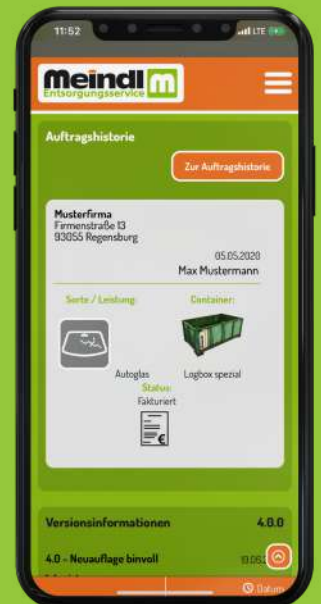 11:52
LTE
Meindl m
Entsorgungsservice
Auftragshistorie
Zur Auftragshistorie
Musterfirma
Firmenstraße 13
93055 Regensburg
05.05.2020
Max Mustermann
Sorte / Leistung:
Container:
Autoglas
Logbox spezial
Status:
Fakturiert
€
Versionsinformationen
4.0.0
4.0 - Neuauflage binvoll
Datum